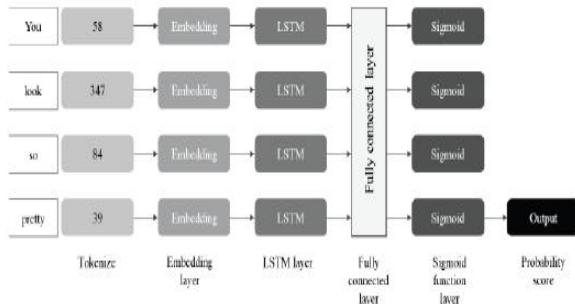 You 58 Embedding LSTM Sigmoid
look 347 Embedding LSTM Sigmoid
so 84 Embedding LSTM Sigmoid
pretty 39 Embedding LSTM Sigmoid Output
Fully connected layer
Tokenize Embedding LSTM layer Fully Sigmoid Probability
layer connected function score
layer layer